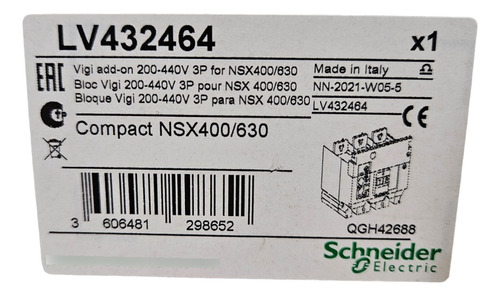 LV432464 x1
EAC
Vigi add-on 200-440V 3P for NSX400/630
Bloc Vigi 200-440V 3P pour NSX 400/630
Bloque Vigi 200-440V 3P para NSX 400/630
Made in Italy
NN-2021-W05-5
LV432464
CE
Compact NSX400/630
3 606481 298652
QGH42688
Schneider
Electric